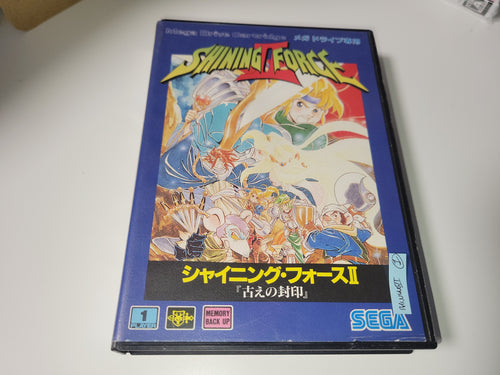 Mega Drive Cartridge メガドライブ専用
SHINING FORCE
II
シャイニング・フォースII
『古えの封印』
1
PLAYER
MEMORY
BACK UP
SEGA